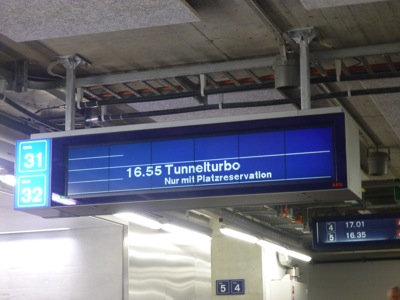 31
32
16.55 Tunnelturbo
Nur mit Platzreservation
4 17.01
5 16.35
5 4